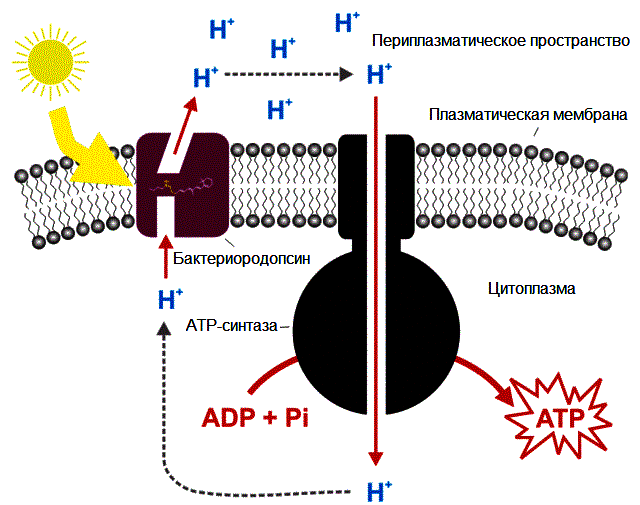 H⁺
H⁺
H⁺
Периплазматическое пространство
H⁺
H⁺
H⁺
Плазматическая мембрана
Бактериородопсин
H⁺
Цитоплазма
АТР-синтаза
ADP + Pi
ATP
H⁺